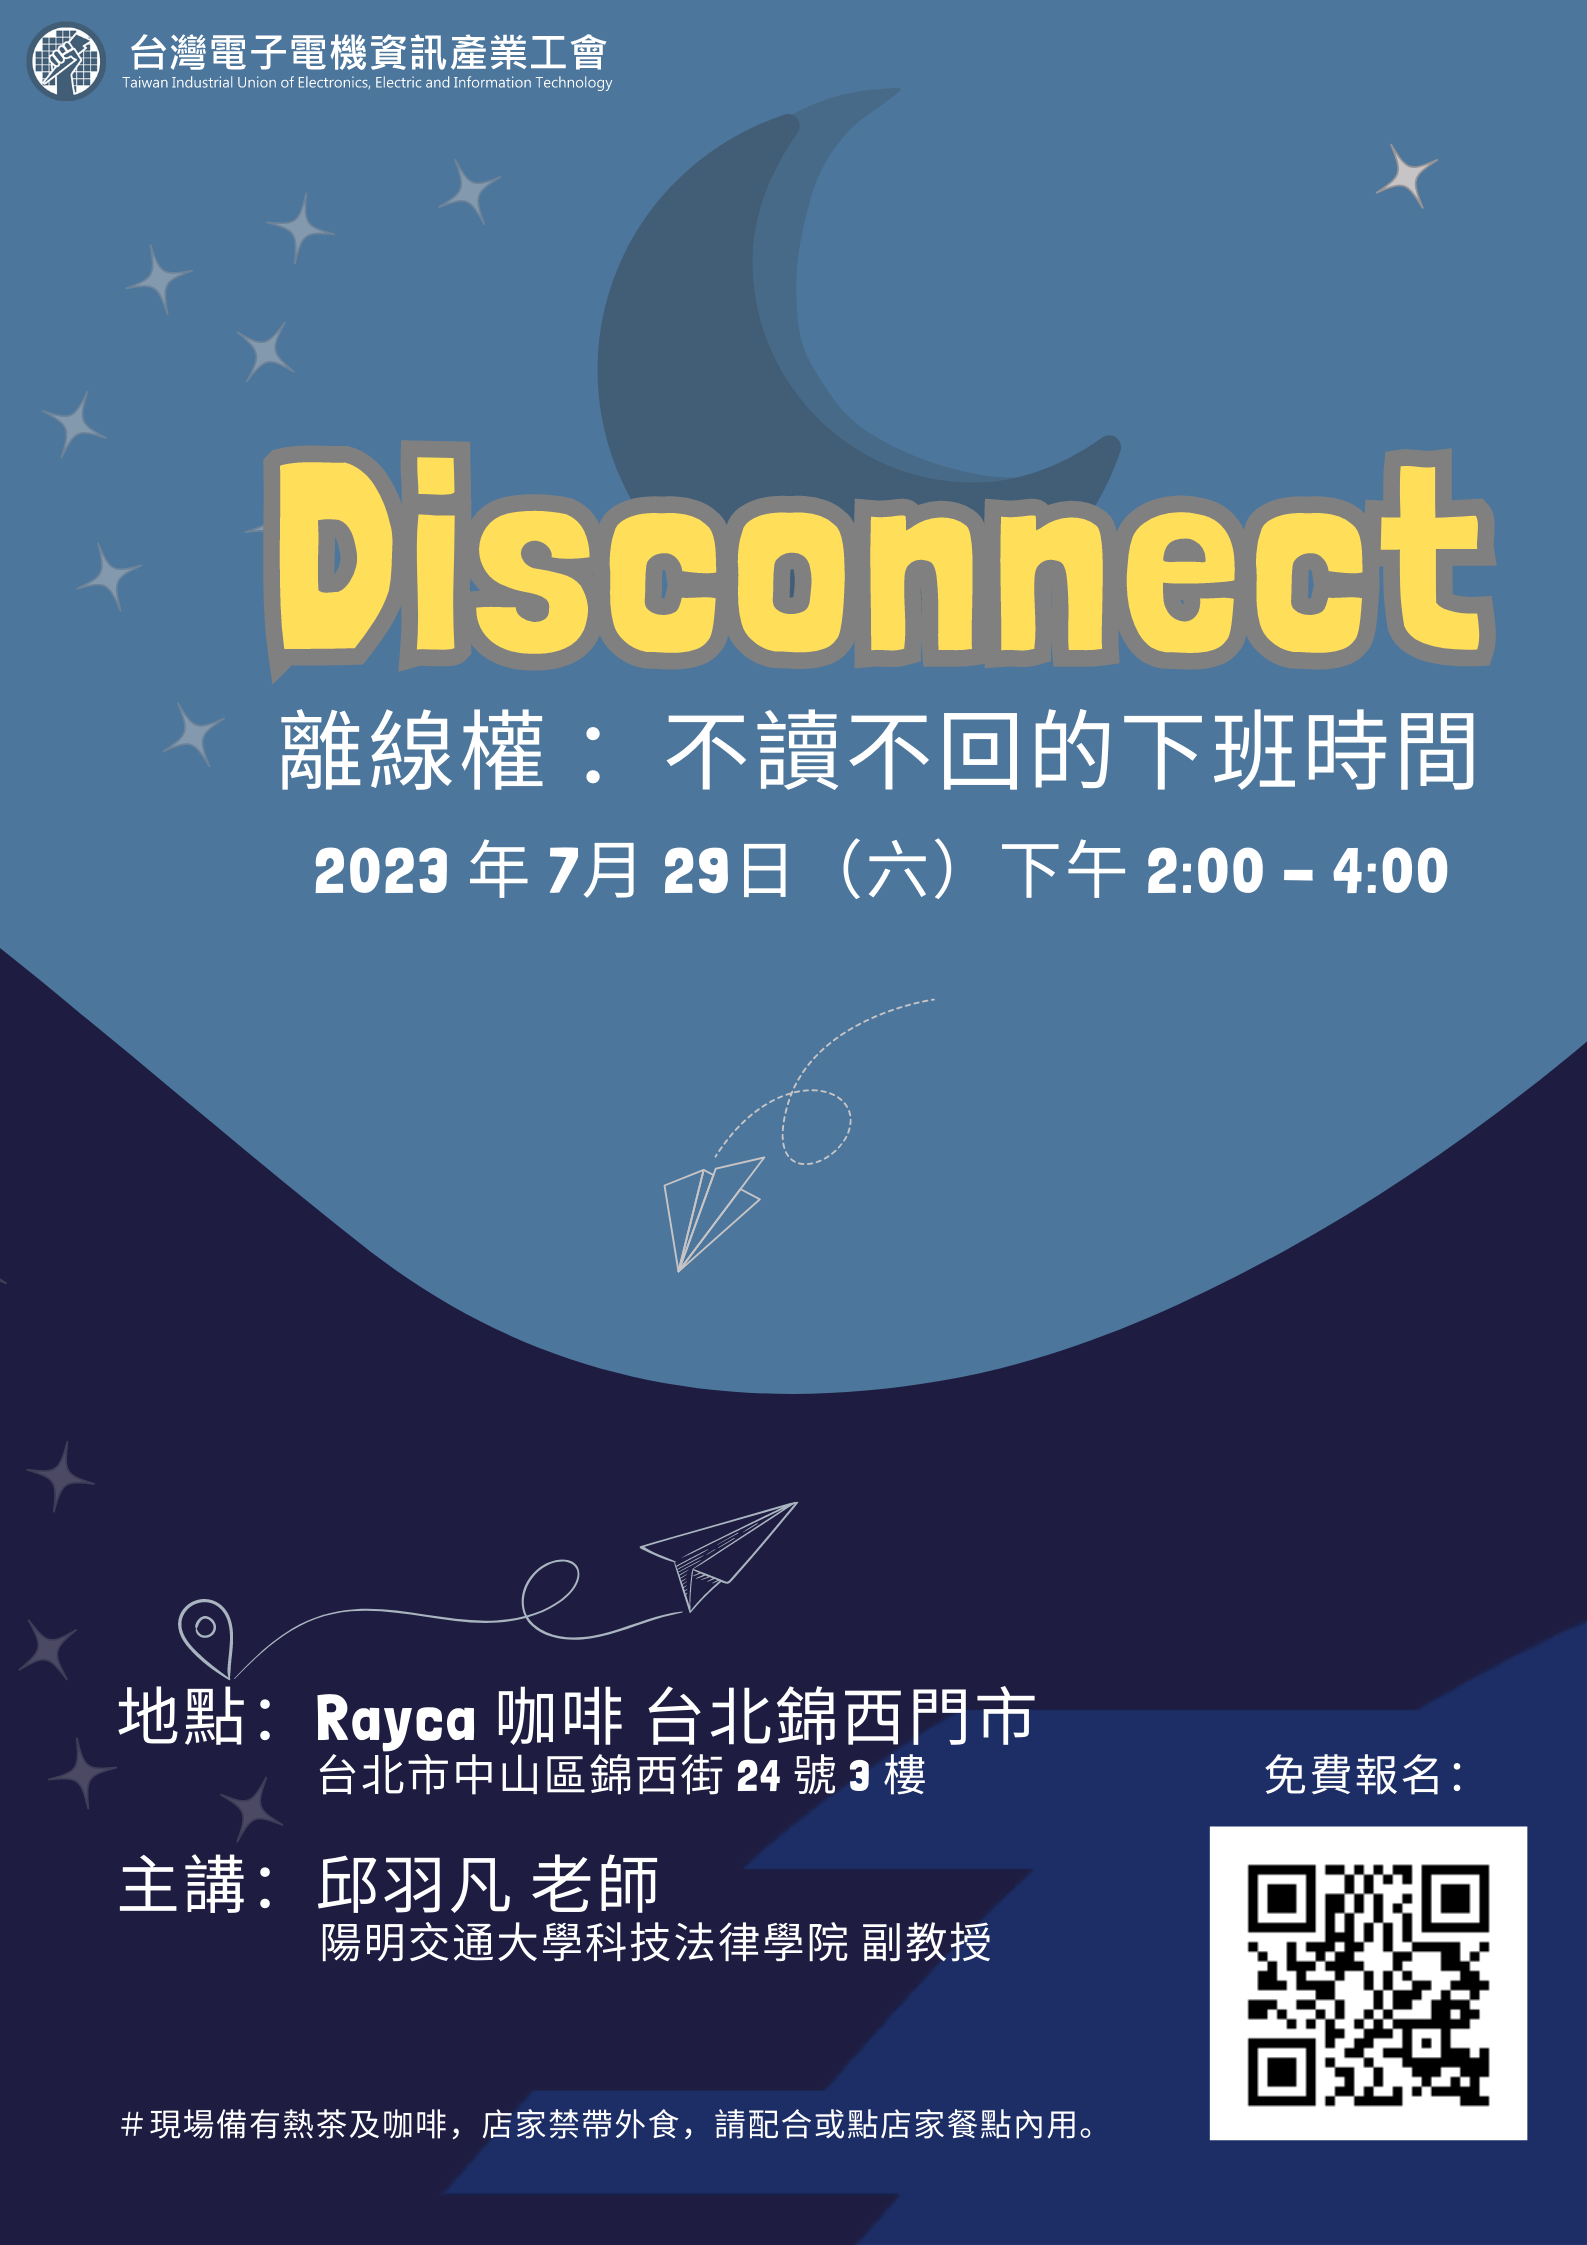 台灣電子電機資訊產業工會
Taiwan Industrial Union of Electronics, Electric and Information Technology
Disconnect
離線權：不讀不回的下班時間
2023 年 7月 29日（六）下午 2:00 – 4:00
地點：Rayca 咖啡 台北錦西門市
台北市中山區錦西街 24 號 3 樓
主講：邱羽凡 老師
陽明交通大學科技法律學院 副教授
免費報名：
＃現場備有熱茶及咖啡，店家禁帶外食，請配合或點店家餐點內用。